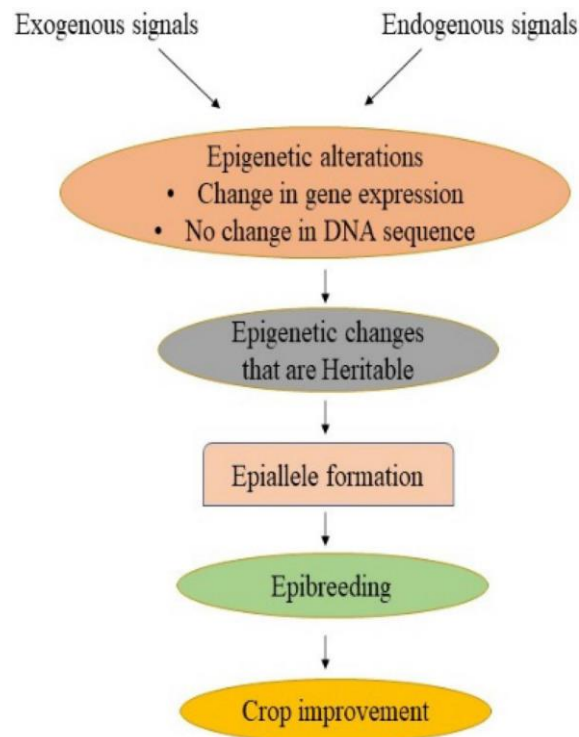 Exogenous signals
Endogenous signals
Epigenetic alterations
• Change in gene expression
• No change in DNA sequence
Epigenetic changes
that are Heritable
Epiallele formation
Epibreeding
Crop improvement